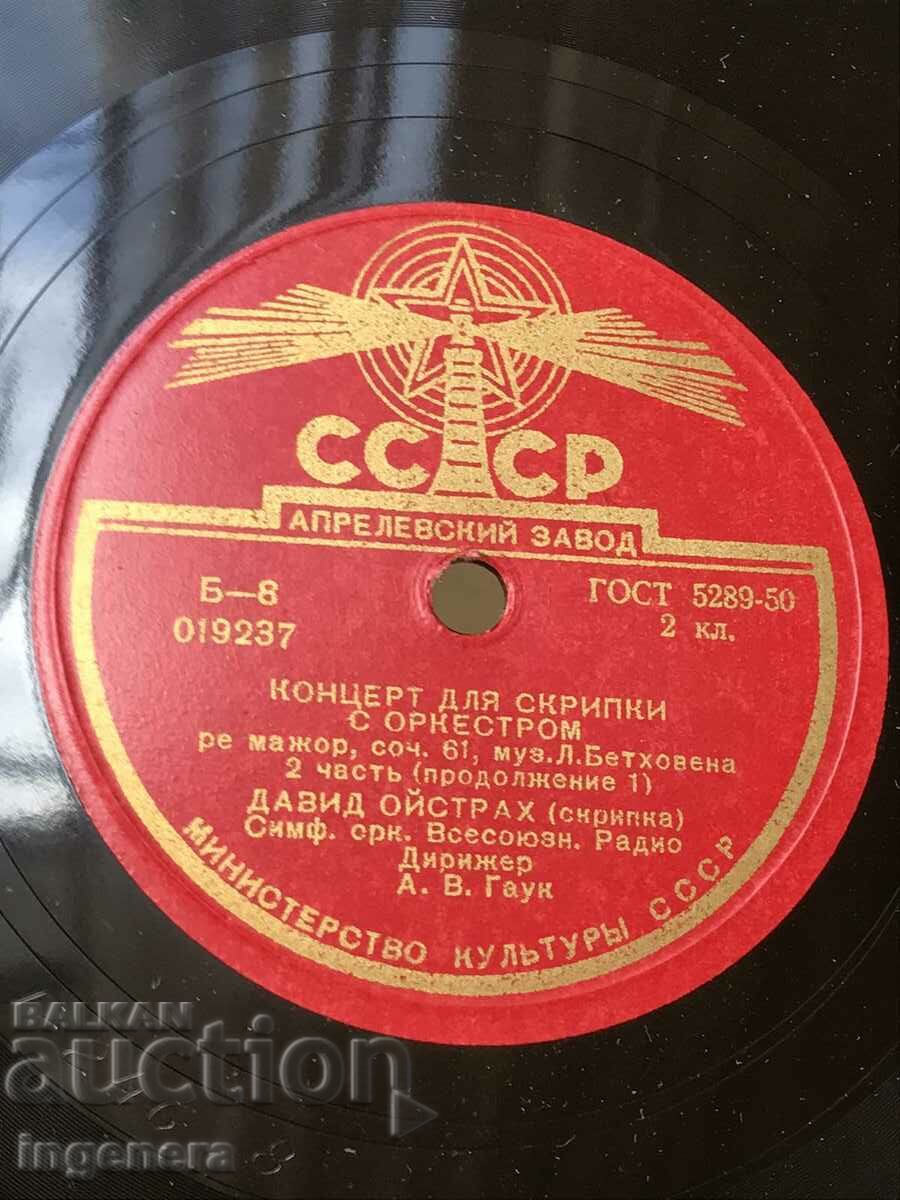 СССР
АПРЕЛЕВСКИЙ ЗАВОД
Б—8
019237
ГОСТ 5289-50
2 кл.
КОНЦЕРТ ДЛЯ СКРИПКИ
С ОРКЕСТРОМ
ре мажор, соч. 61, муз.Л.Бетховена
2 часть (продолжение 1)
ДАВИД ОЙСТРАХ (скрипка)
Симф. срк. Всесоюзн. Радио
Дирижер
А. В. Гаук
МИНИСТЕРСТВО КУЛЬТУРЫ СССР
BALKAN
auction
ingenera